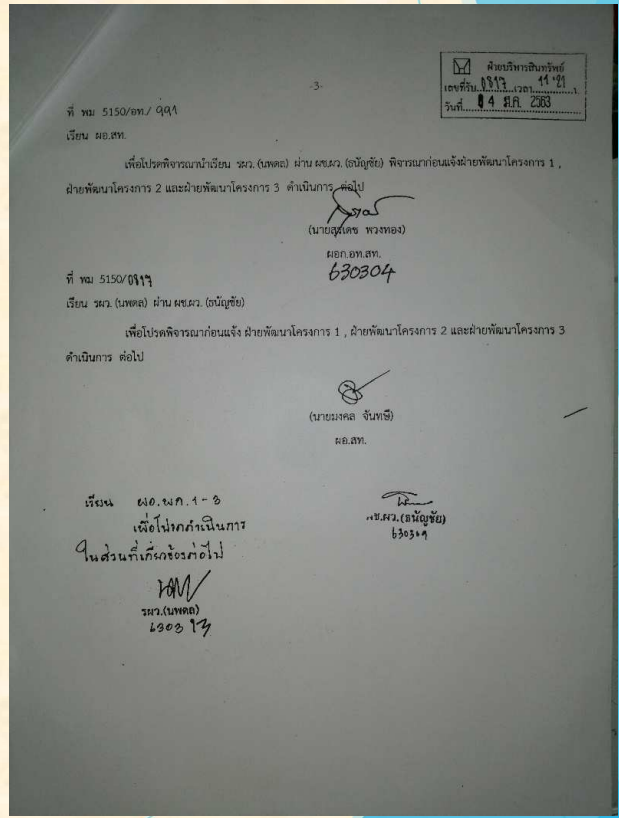 ฝ่ายบริหารสินทรัพย์
เลขที่รับ 0817 เวลา 11.21 น.
วันที่ 04 มี.ค. 2563
-3-
ที่ พม 5150/อท./ 991
เรียน ผอ.สท.
เพื่อโปรดพิจารณานำเรียน รผว. (นพดล) ผ่าน ผช.ผว. (ธนัญชัย) พิจารณาก่อนแจ้งฝ่ายพัฒนาโครงการ 1 ,
ฝ่ายพัฒนาโครงการ 2 และฝ่ายพัฒนาโครงการ 3 ดำเนินการ ต่อไป
(นายสุรเดช พวงทอง)
ผอก.อท.สท.
630304
ที่ พม 5150/0817
เรียน รผว. (นพดล) ผ่าน ผช.ผว. (ธนัญชัย)
เพื่อโปรดพิจารณาก่อนแจ้ง ฝ่ายพัฒนาโครงการ 1 , ฝ่ายพัฒนาโครงการ 2 และฝ่ายพัฒนาโครงการ 3
ดำเนินการ ต่อไป
(นายมงคล จันทษี)
ผอ.สท.
เรียน ผอ.พค.1-3
เพื่อโปรดดำเนินการ
ในส่วนที่เกี่ยวข้องต่อไป
รผว.(นพดล)
630313
ผช.ผว.(ธนัญชัย)
630309